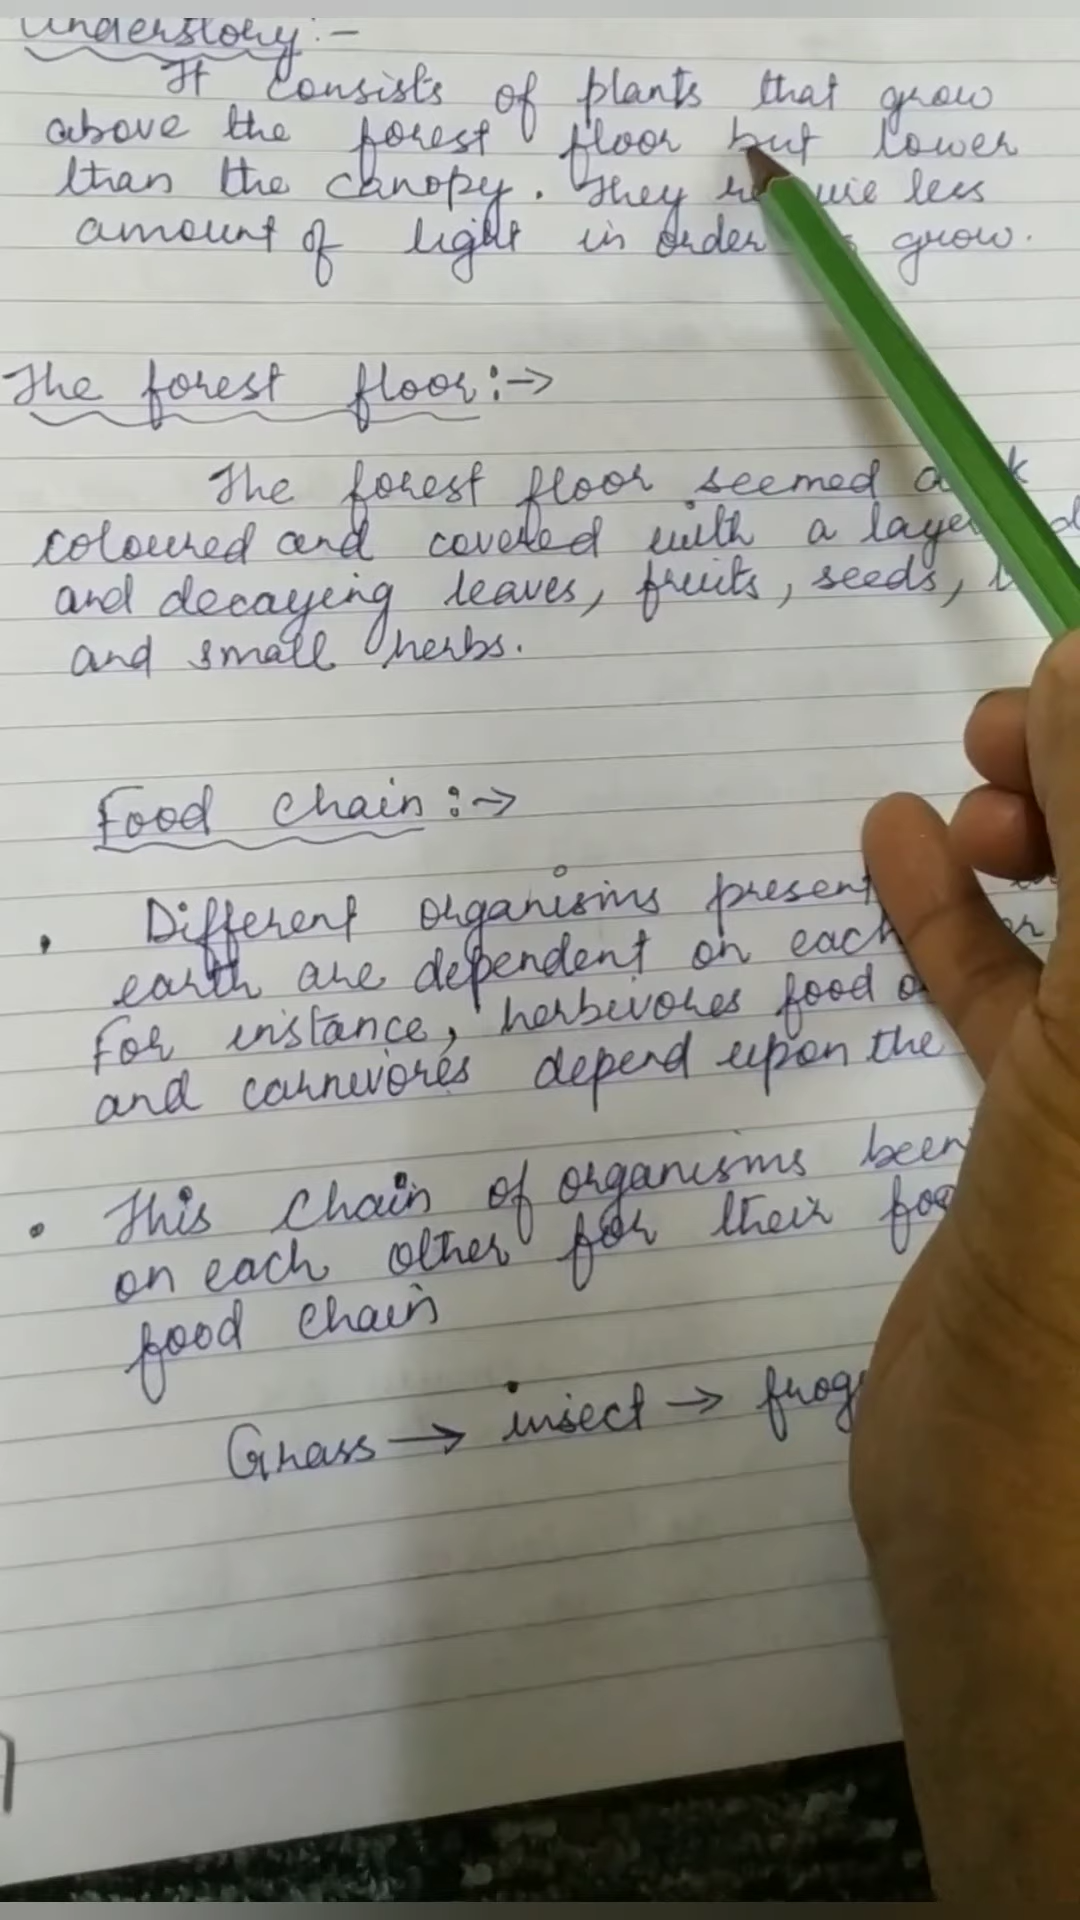 Understory:-
It consists of plants that grow
above the forest floor but lower
than the canopy. They less
amount of light in order grow.
The forest floor:->
The forest floor seemed
coloured and covered with a
and decaying leaves, fruits, seeds,
and small herbs.
Food chain:->
• Different organisms present
earth are dependent on each
For instance, herbivores food
and carnivores depend upon the
• This chain of organisms been
on each other for their
food chain
Grass → insect → frog